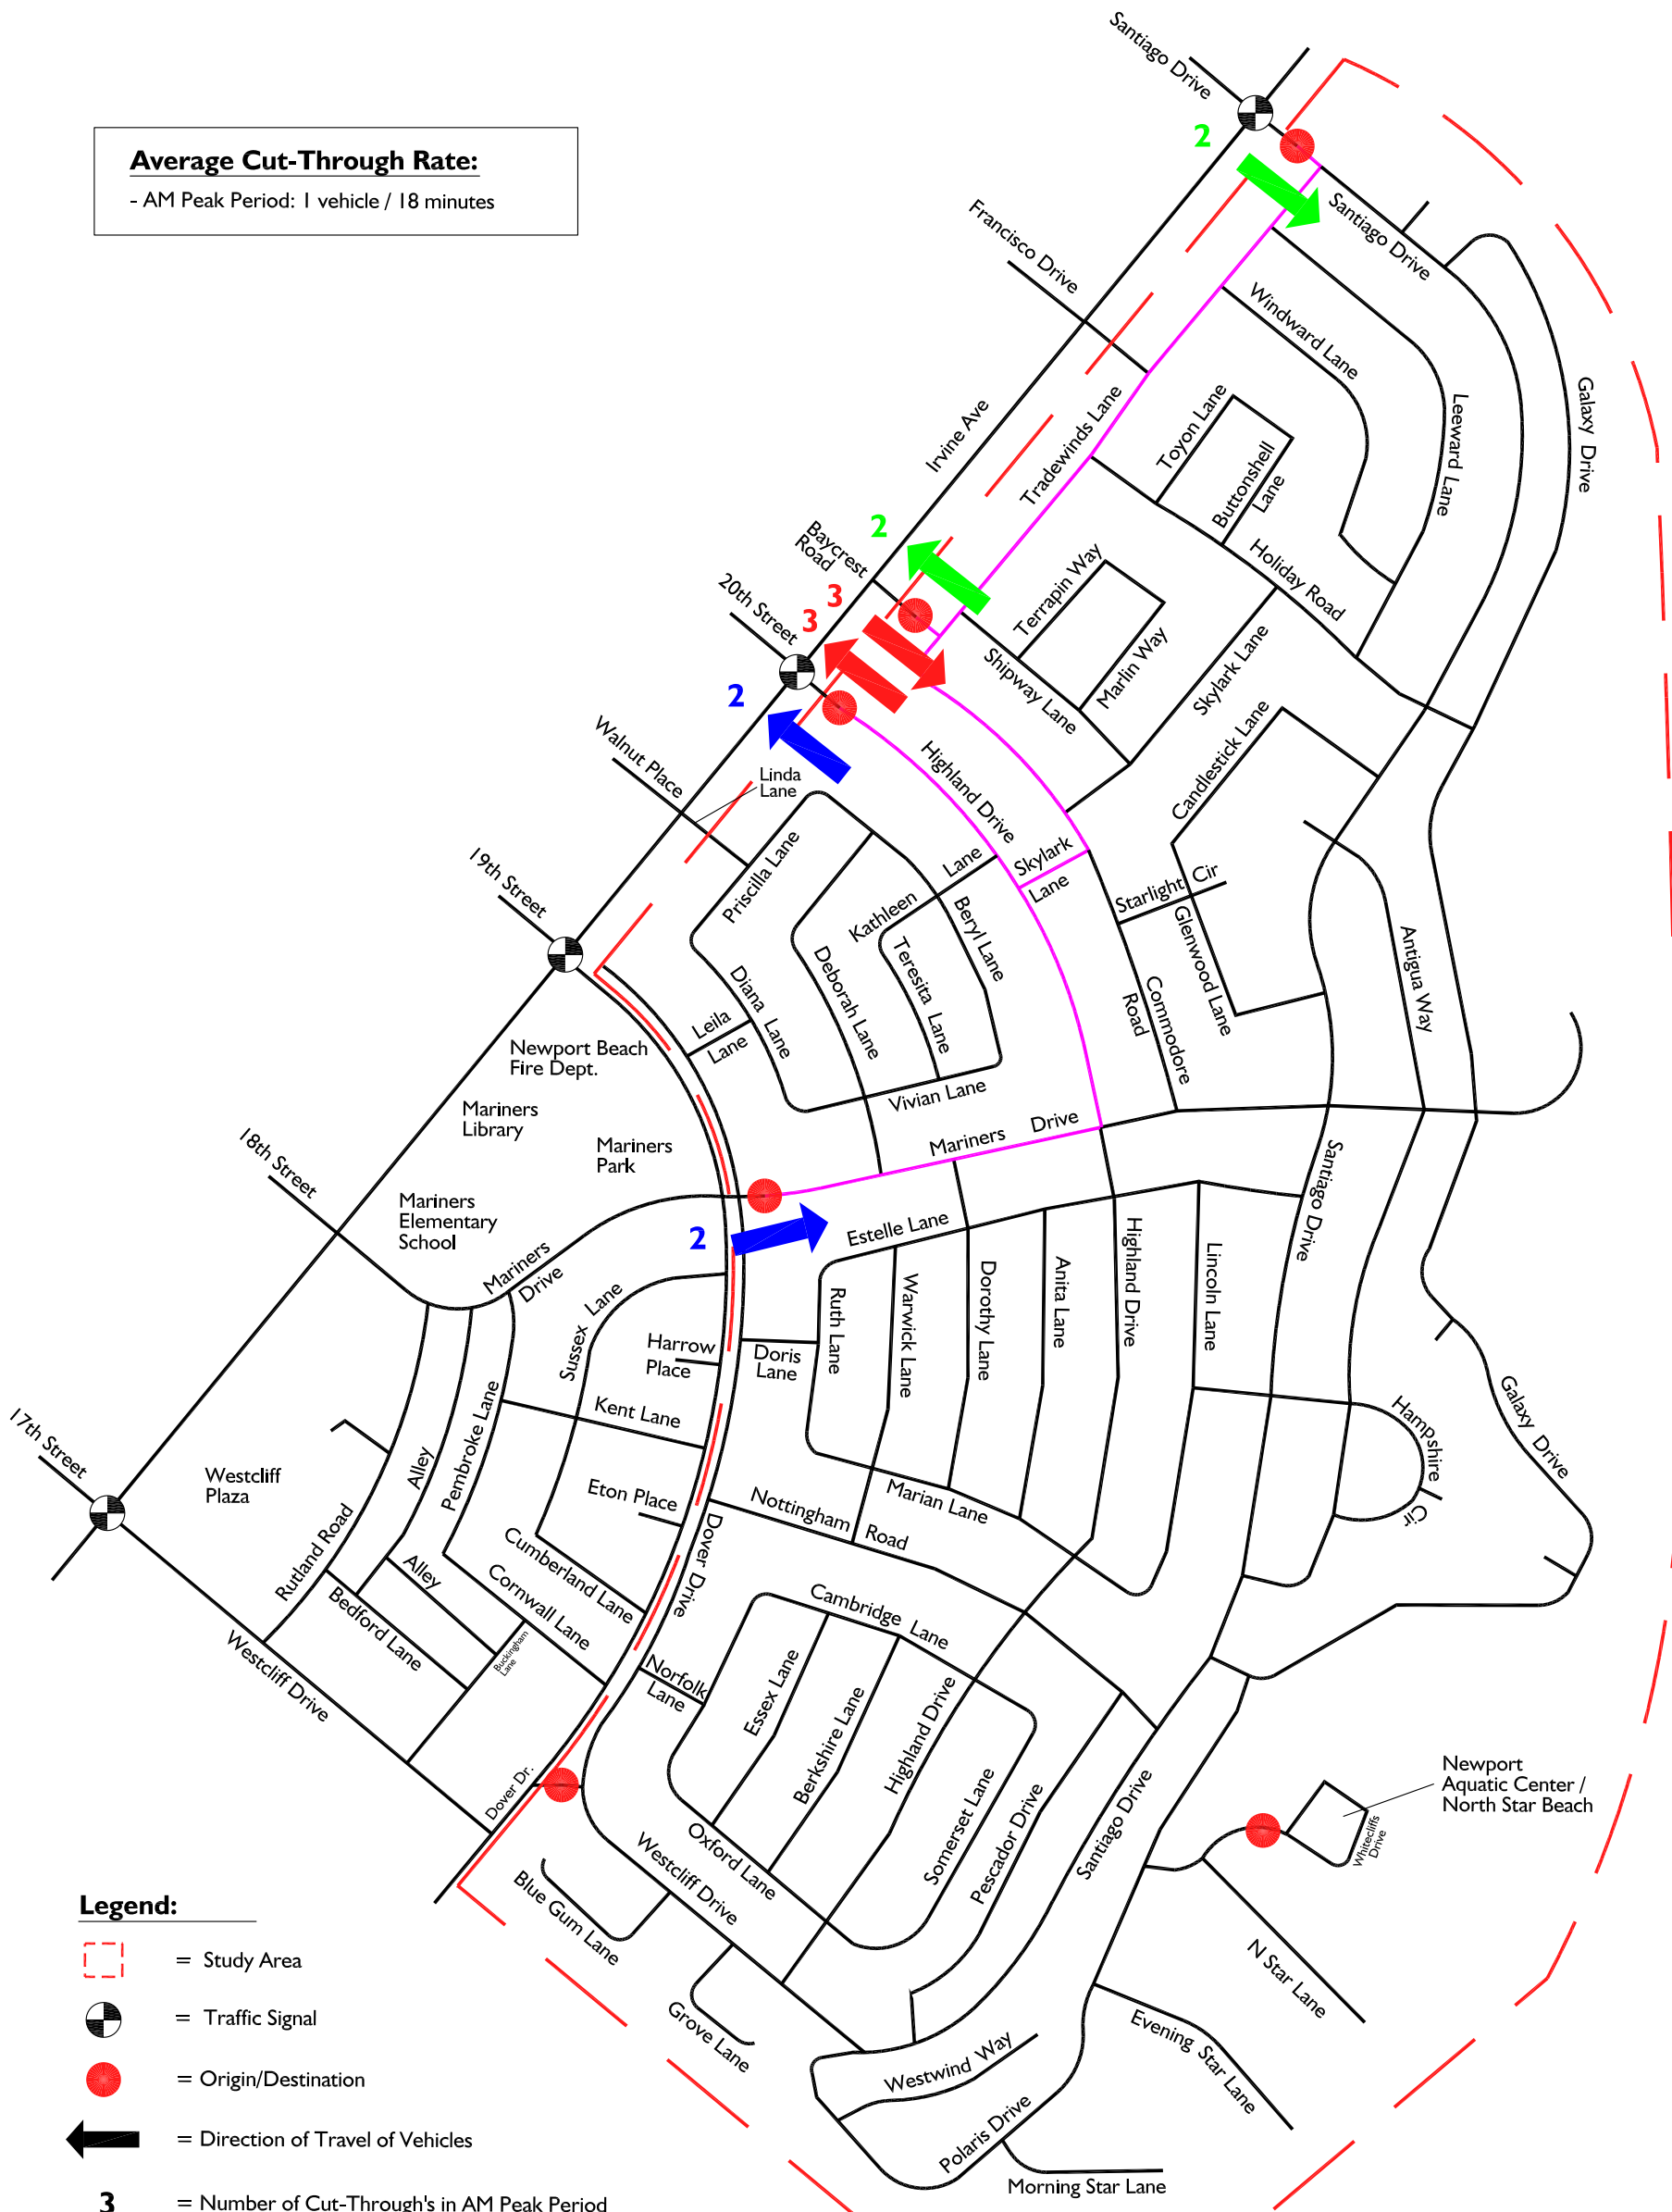 Average Cut-Through Rate:
- AM Peak Period: 1 vehicle / 18 minutes
Santiago Drive
2
Santiago Drive
Francisco Drive
Windward Lane
Galaxy Drive
Leeward Lane
Toyon Lane
Buttonshell
Lane
Irvine Ave
Tradewinds Lane
Holiday Road
Baycrest
Road
2
20th Street
3
3
Terrapin Way
Marlin Way
Shipway Lane
Skylark Lane
2
Walnut Place
Linda
Lane
Highland Drive
Candlestick Lane
Priscilla Lane
Skylark
Lane
Kathleen Lane
Starlight Cir
19th Street
Beryl Lane
Glenwood Lane
Antigua Way
Diana Lane
Deborah Lane
Teresita Lane
Commodore
Road
Leila
Lane
Newport Beach
Fire Dept.
Mariners
Library
Mariners
Park
Vivian Lane
Mariners Drive
18th Street
Mariners
Elementary
School
Santiago Drive
2
Estelle Lane
Mariners
Drive
Sussex Lane
Ruth Lane
Warwick Lane
Dorothy Lane
Anita Lane
Highland Drive
Lincoln Lane
Harrow
Place
Doris
Lane
Kent Lane
Hampshire
Cir
Galaxy Drive
17th Street
Westcliff
Plaza
Alley
Pembroke Lane
Eton Place
Marian Lane
Nottingham Road
Rutland Road
Dover Drive
Alley
Cumberland Lane
Cornwall Lane
Bedford Lane
Buckingham
Lane
Cambridge Lane
Westcliff Drive
Norfolk
Lane
Essex Lane
Berkshire Lane
Highland Drive
Somerset Lane
Pescador Drive
Santiago Drive
Dover Dr.
Newport
Aquatic Center /
North Star Beach
Whitecliffs
Drive
Oxford Lane
Westcliff Drive
Blue Gum Lane
Grove Lane
N Star Lane
Evening Star Lane
Westwind Way
Polaris Drive
Morning Star Lane
Legend:
= Study Area
= Traffic Signal
= Origin/Destination
= Direction of Travel of Vehicles
3 = Number of Cut-Through's in AM Peak Period